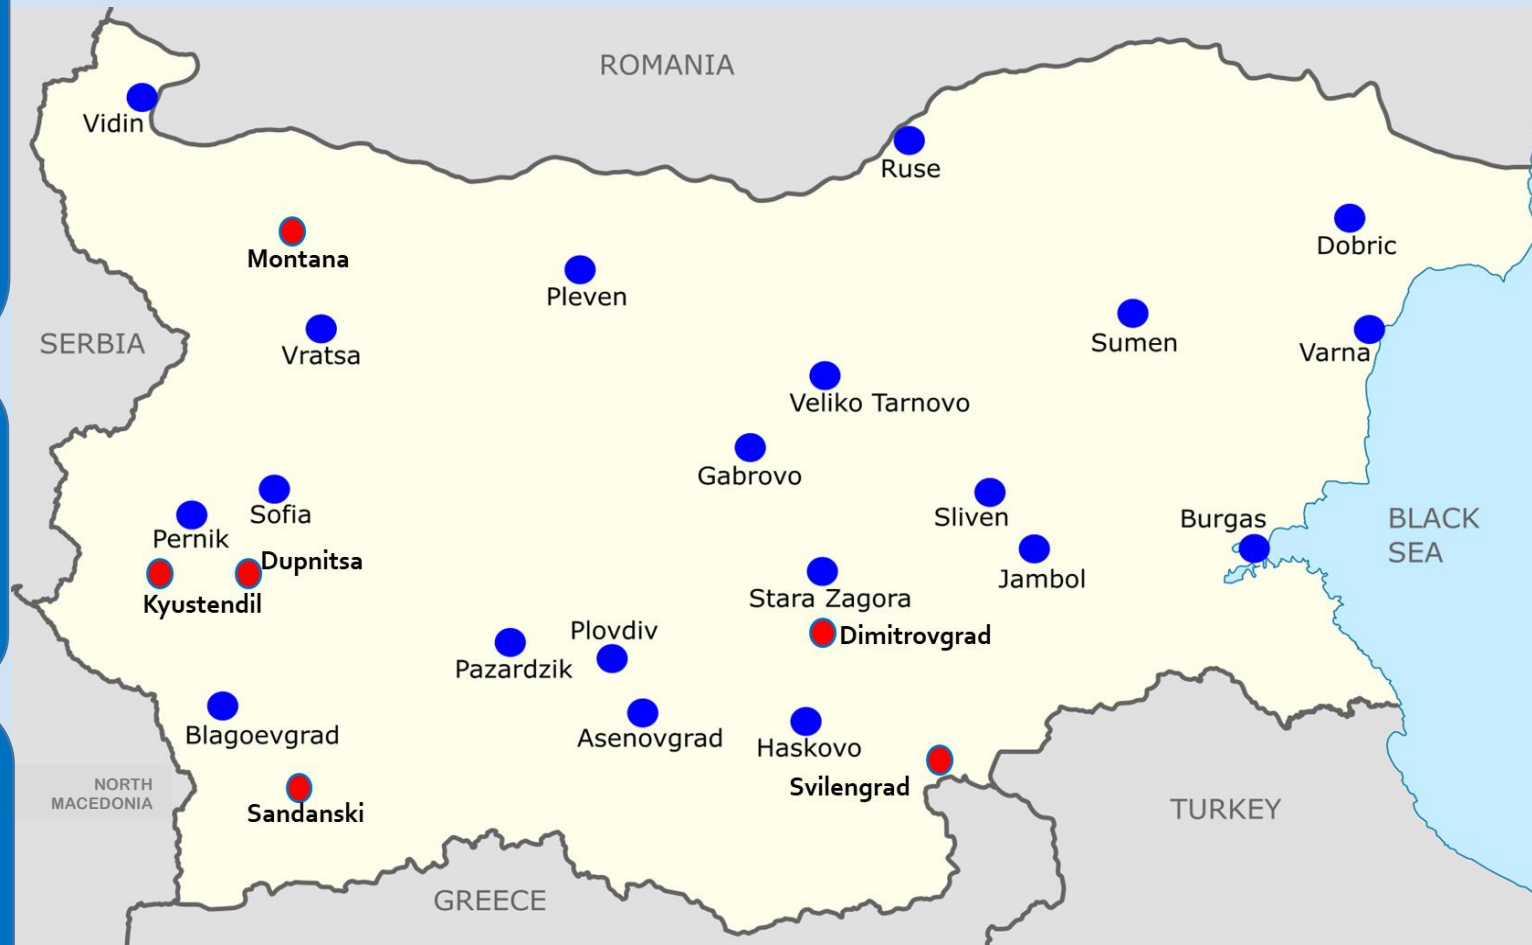 ROMANIA
Vidin
Ruse
Dobric
Montana
Pleven
Sumen
Varna
SERBIA
Vratsa
Veliko Tarnovo
Gabrovo
Sofia
Sliven
Burgas
BLACK
SEA
Pernik
Dupnitsa
Jambol
Kyustendil
Stara Zagora
Plovdiv
Dimitrovgrad
Pazardzik
Blagoevgrad
Asenovgrad
Haskovo
Svilengrad
NORTH
MACEDONIA
Sandanski
TURKEY
GREECE